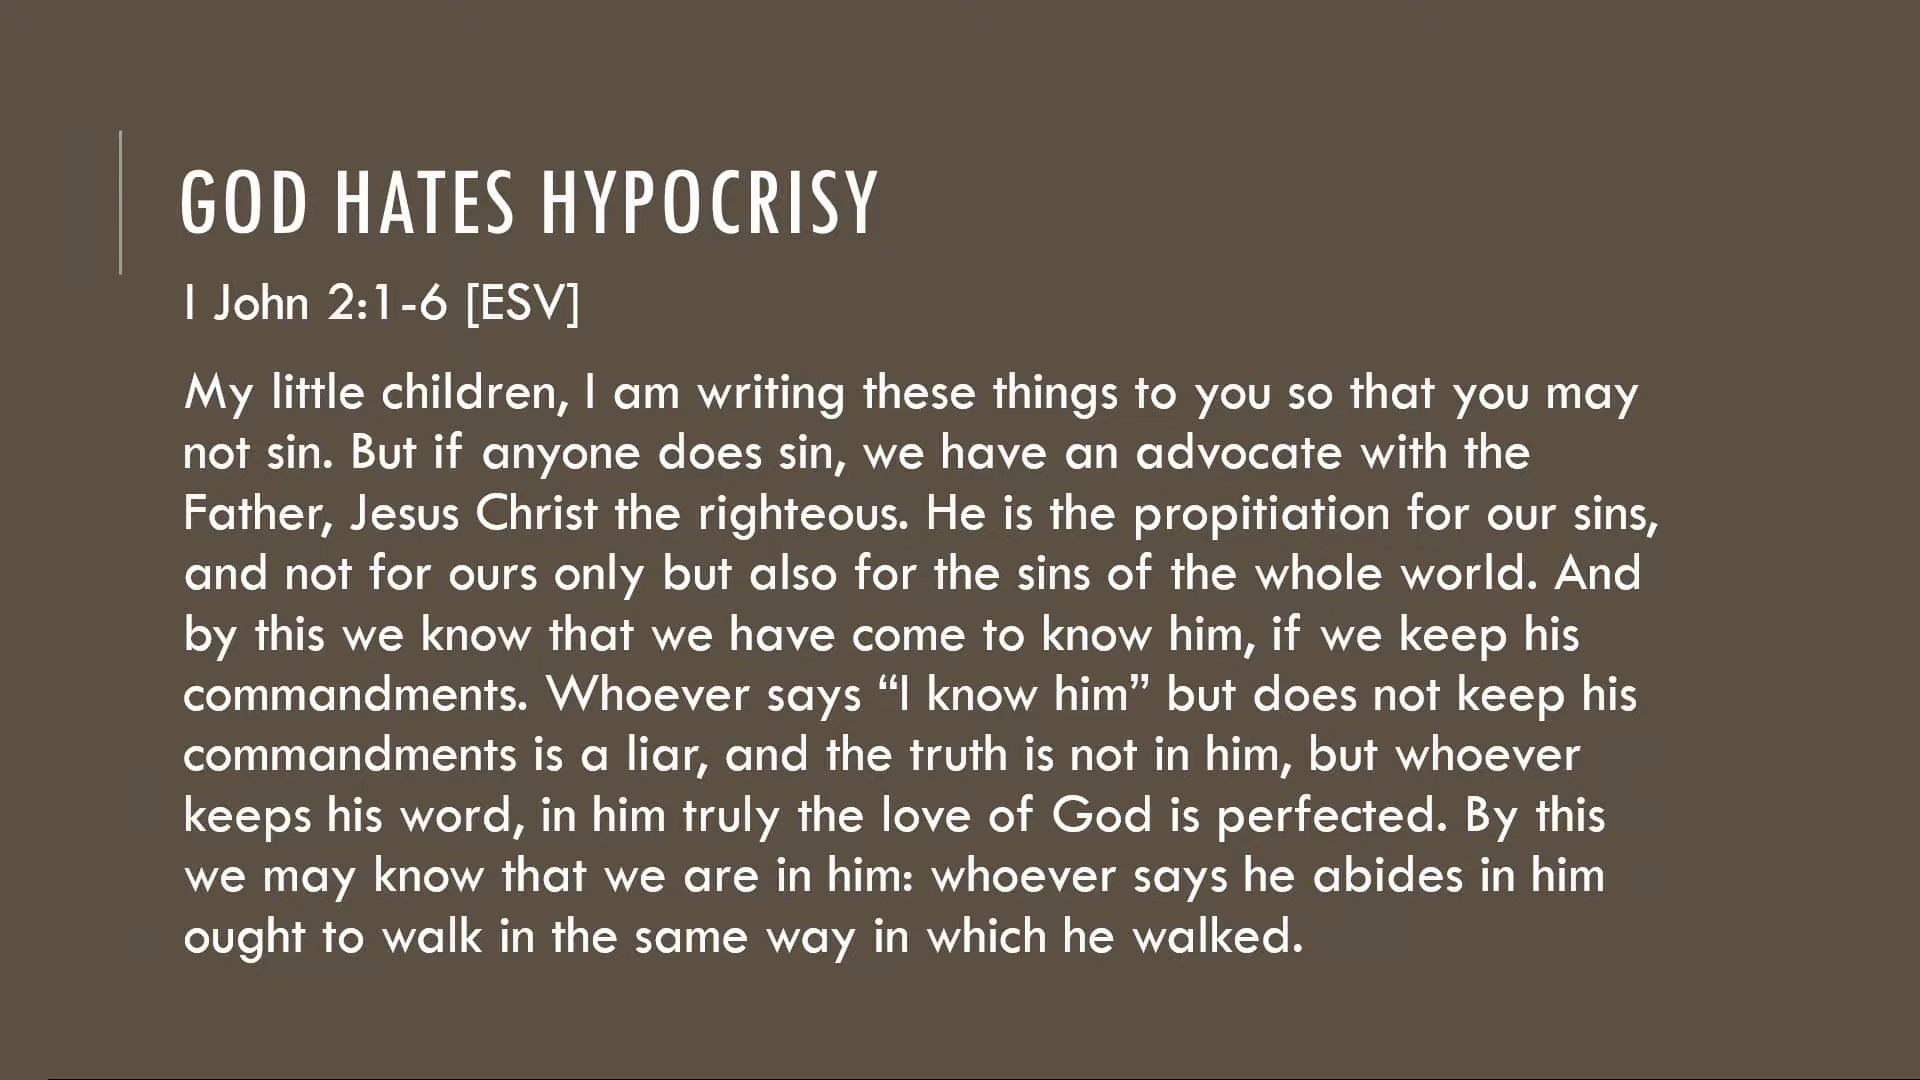 GOD HATES HYPOCRISY
I John 2:1-6 [ESV]
My little children, I am writing these things to you so that you may
not sin. But if anyone does sin, we have an advocate with the
Father, Jesus Christ the righteous. He is the propitiation for our sins,
and not for ours only but also for the sins of the whole world. And
by this we know that we have come to know him, if we keep his
commandments. Whoever says “I know him” but does not keep his
commandments is a liar, and the truth is not in him, but whoever
keeps his word, in him truly the love of God is perfected. By this
we may know that we are in him: whoever says he abides in him
ought to walk in the same way in which he walked.